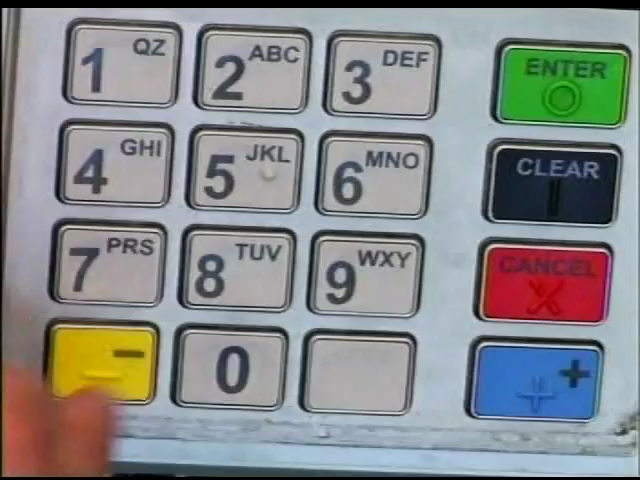 1 QZ 2 ABC 3 DEF ENTER
4 GHI 5 JKL 6 MNO CLEAR
7 PRS 8 TUV 9 WXY CANCEL
- 0 +